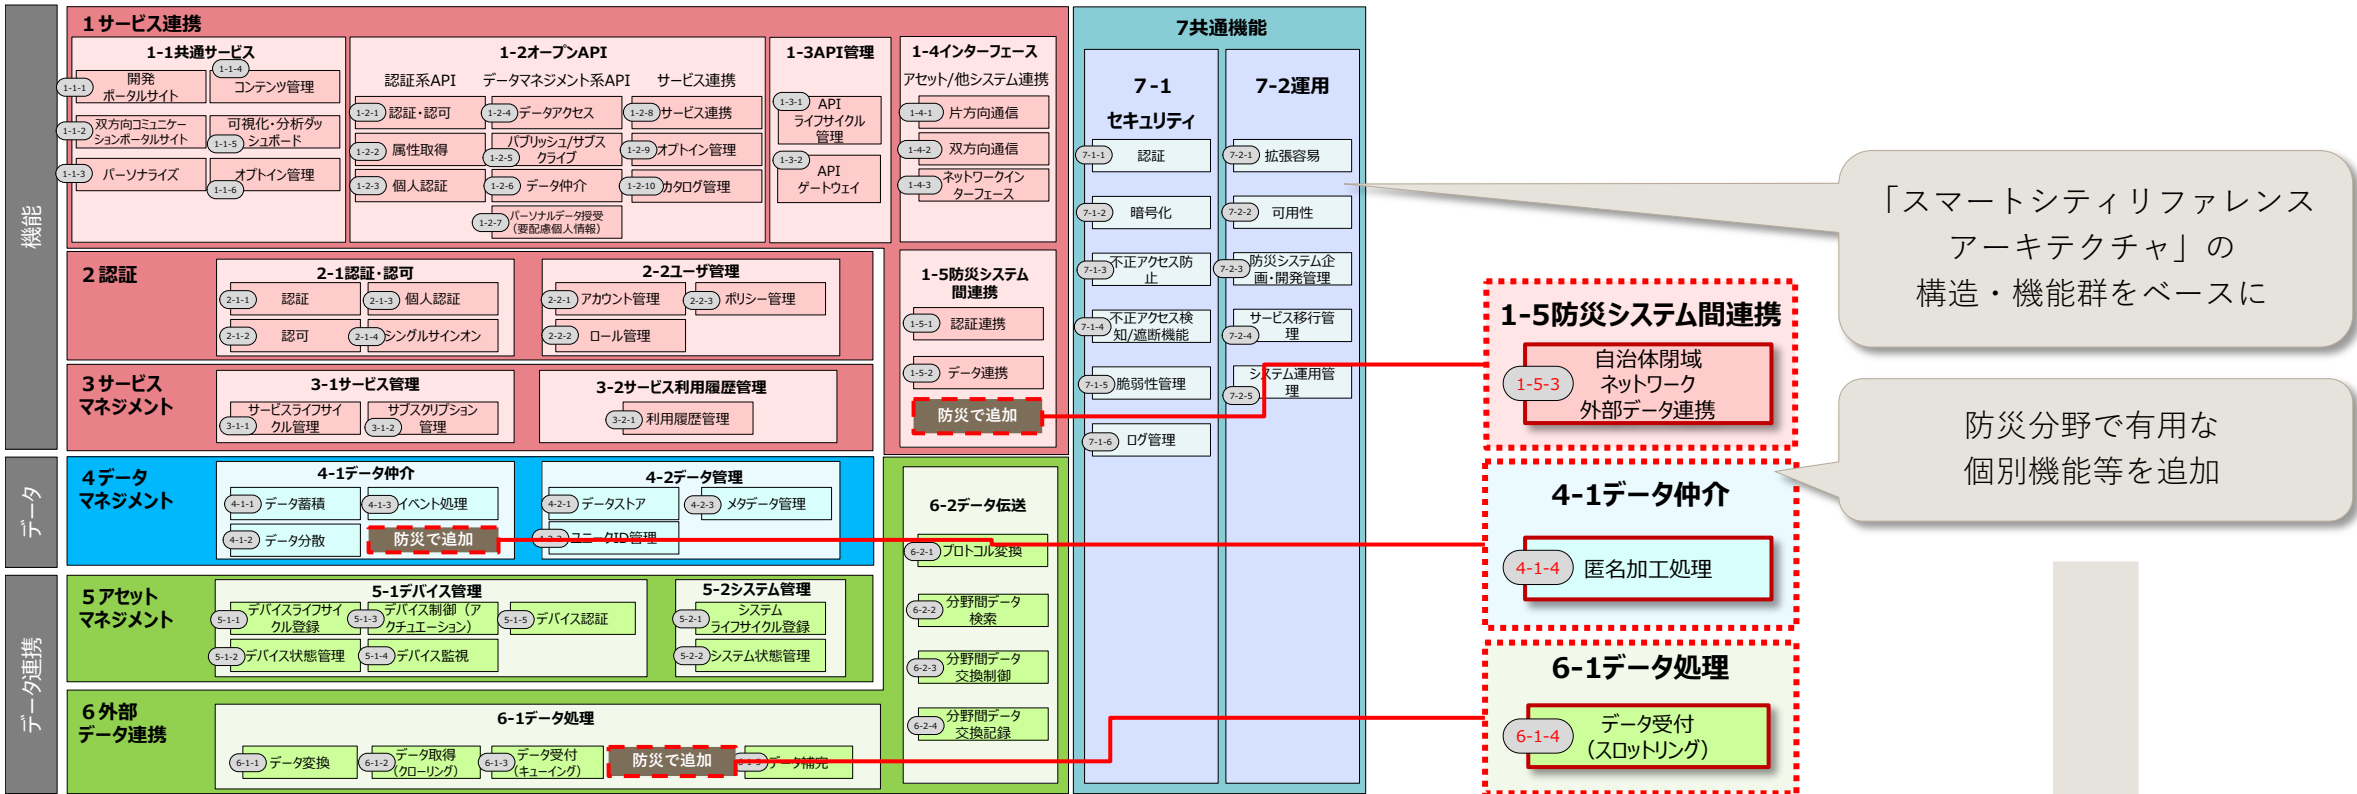 機能
データ
データ連携
1サービス連携
1-1共通サービス
1-1-1
開発
ポータルサイト
1-1-4
コンテンツ管理
1-1-2
双方向コミュニケー
ションポータルサイト
1-1-5
可視化・分析ダッ
シュボード
1-1-3
パーソナライズ
1-1-6
オプトイン管理
1-2オープンAPI
認証系API
データマネジメント系API
サービス連携
1-2-1
認証・認可
1-2-4
データアクセス
1-2-8
サービス連携
1-2-2
属性取得
1-2-5
パブリッシュ/サブス
クライブ
1-2-9
オプトイン管理
1-2-3
個人認証
1-2-6
データ仲介
1-2-10
カタログ管理
1-2-7
パーソナルデータ授受
（要配慮個人情報）
1-3API管理
1-3-1
API
ライフサイクル
管理
1-3-2
API
ゲートウェイ
1-4インターフェース
アセット/他システム連携
1-4-1
片方向通信
1-4-2
双方向通信
1-4-3
ネットワークイン
ターフェース
1-5防災システム
間連携
1-5-1
認証連携
1-5-2
データ連携
防災で追加
2認証
2-1認証・認可
2-1-1
認証
2-1-3
個人認証
2-1-2
認可
2-1-4
シングルサインオン
2-2ユーザ管理
2-2-1
アカウント管理
2-2-3
ポリシー管理
2-2-2
ロール管理
3サービス
マネジメント
3-1サービス管理
3-1-1
サービスライフサイ
クル管理
3-1-2
サブスクリプション
管理
3-2サービス利用履歴管理
3-2-1
利用履歴管理
4データ
マネジメント
4-1データ仲介
4-1-1
データ蓄積
4-1-3
イベント処理
4-1-2
データ分散
防災で追加
4-2データ管理
4-2-1
データストア
4-2-3
メタデータ管理
4-2-2
ユニークID管理
5アセット
マネジメント
5-1デバイス管理
5-1-1
デバイスライフサイ
クル登録
5-1-3
デバイス制御（ア
クチュエーション）
5-1-5
デバイス認証
5-1-2
デバイス状態管理
5-1-4
デバイス監視
5-2システム管理
5-2-1
システム
ライフサイクル登録
5-2-2
システム状態管理
6外部
データ連携
6-1データ処理
6-1-1
データ変換
6-1-2
データ取得
（クローリング）
6-1-3
データ受付
（キューイング）
防災で追加
データ補完
6-2データ伝送
6-2-1
プロトコル変換
6-2-2
分野間データ
検索
6-2-3
分野間データ
交換制御
6-2-4
分野間データ
交換記録
7共通機能
7-1
セキュリティ
7-1-1
認証
7-1-2
暗号化
7-1-3
不正アクセス防
止
7-1-4
不正アクセス検
知/遮断機能
7-1-5
脆弱性管理
7-1-6
ログ管理
7-2運用
7-2-1
拡張容易
7-2-2
可用性
7-2-3
防災システム企
画・開発管理
7-2-4
サービス移行管
理
7-2-5
システム運用管
理
1-5防災システム間連携
1-5-3
自治体閉域
ネットワーク
外部データ連携
4-1データ仲介
4-1-4
匿名加工処理
6-1データ処理
6-1-4
データ受付
（スロットリング）
「スマートシティリファレンス
アーキテクチャ」の
構造・機能群をベースに
防災分野で有用な
個別機能等を追加